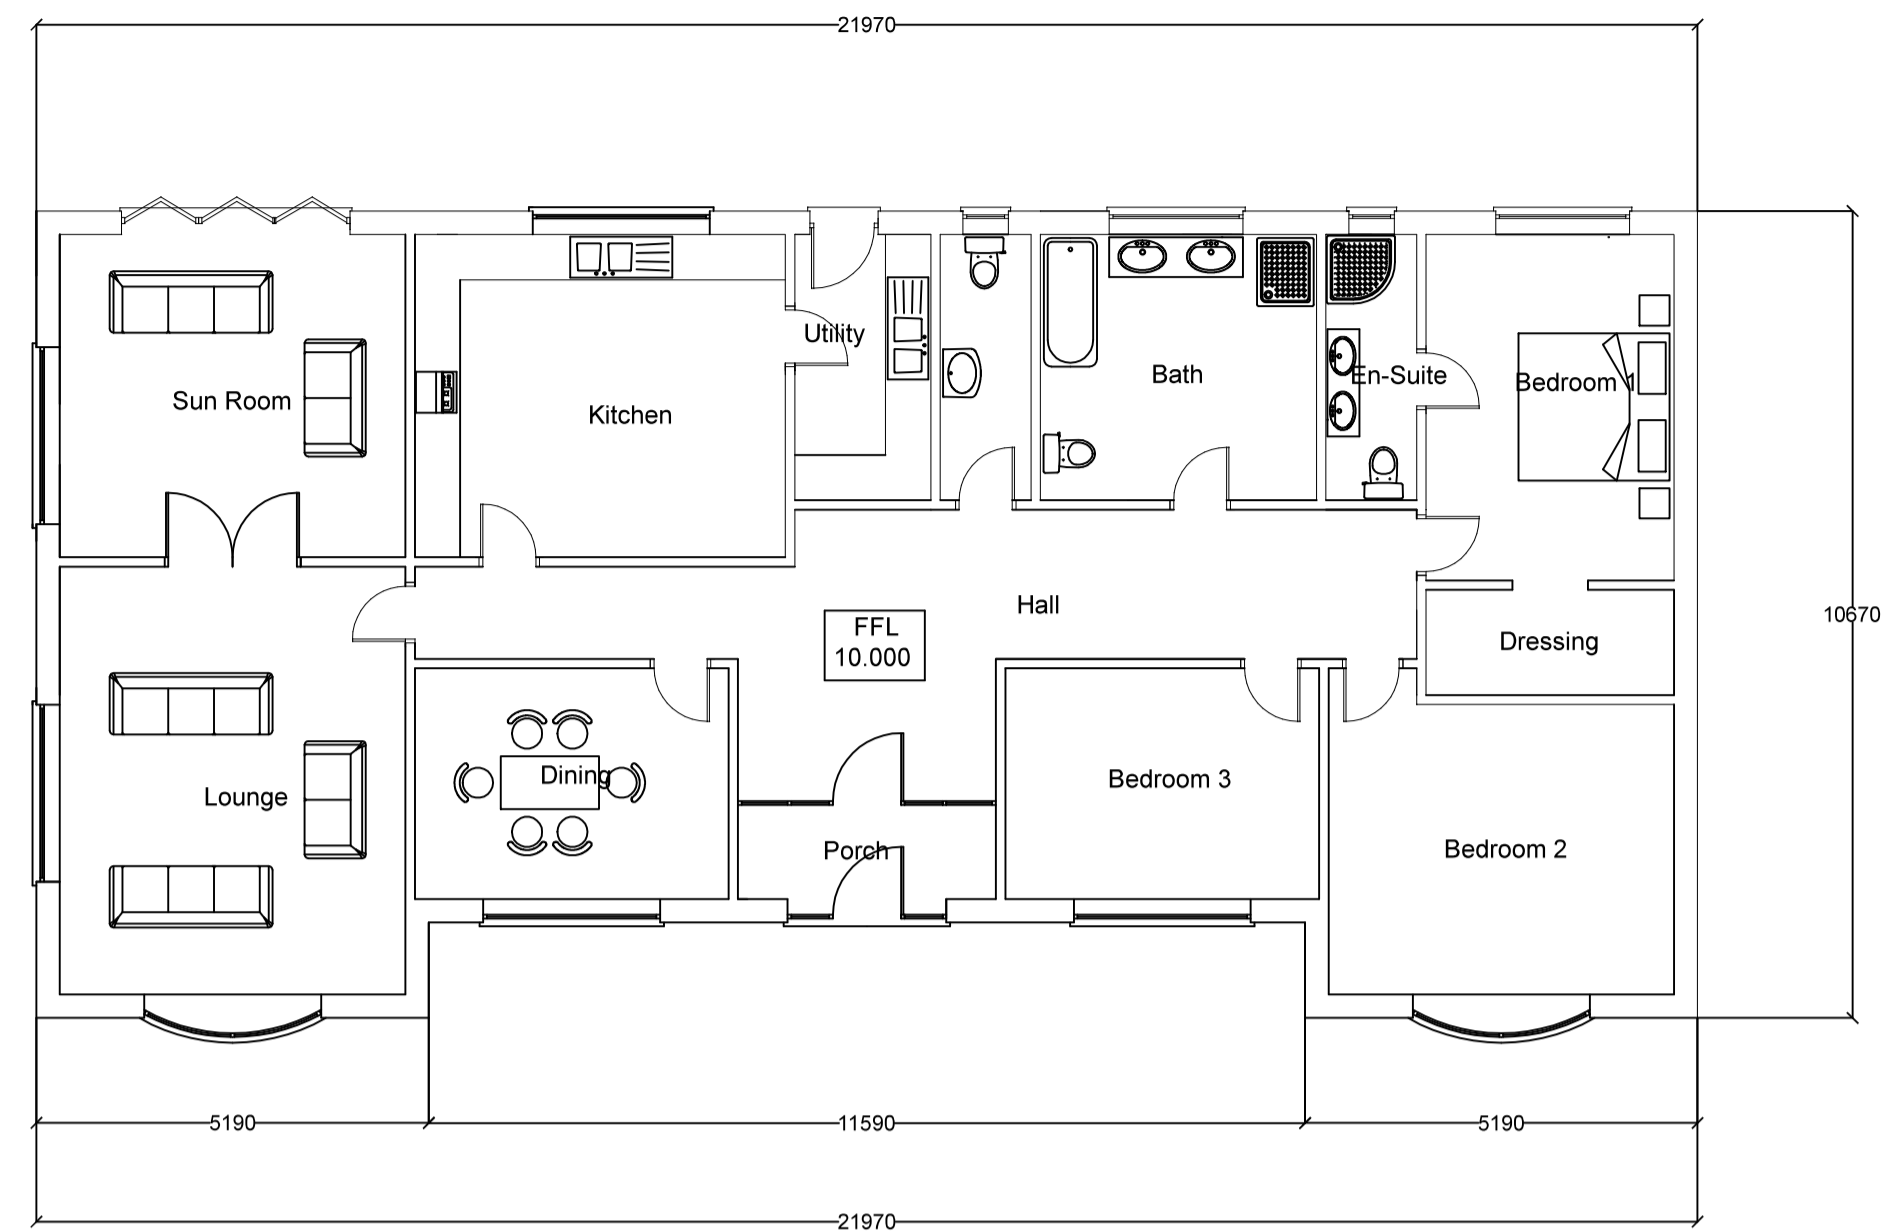 21970
Utility
Sun Room
Kitchen
Bath
En-Suite
Bedroom 1
Hall
10670
FFL
10.000
Dressing
Dining
Bedroom 3
Lounge
Porch
Bedroom 2
5190
11590
5190
21970